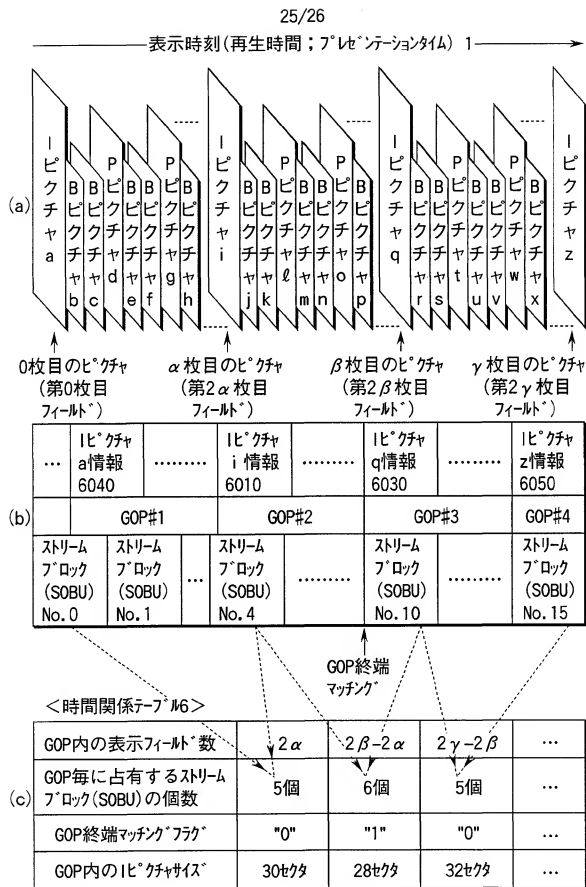 25/26
表示時刻(再生時間;プレゼンテーションタイム) 1
(a)
Iピクチャa
Bピクチャb
Bピクチャc
Pピクチャd
Bピクチャe
Bピクチャf
Pピクチャg
Bピクチャh
Iピクチャi
Bピクチャj
Bピクチャk
Pピクチャℓ
Bピクチャm
Bピクチャn
Pピクチャo
Bピクチャp
Iピクチャq
Bピクチャr
Bピクチャs
Pピクチャt
Bピクチャu
Bピクチャv
Pピクチャw
Bピクチャx
Iピクチャz
0枚目のピクチャ
(第0枚目
フィールド)
α枚目のピクチャ
(第2α枚目
フィールド)
β枚目のピクチャ
(第2β枚目
フィールド)
γ枚目のピクチャ
(第2γ枚目
フィールド)
(b)
… Iピクチャ
a情報
6040
………
Iピクチャ
i 情報
6010
………
Iピクチャ
q情報
6030
………
Iピクチャ
z情報
6050
GOP#1 GOP#2 GOP#3 GOP#4
ストリーム
ブロック
(SOBU)
No.0
ストリーム
ブロック
(SOBU)
No.1
…
ストリーム
ブロック
(SOBU)
No.4
………
ストリーム
ブロック
(SOBU)
No.10
………
ストリーム
ブロック
(SOBU)
No.15
GOP終端
マッチング
<時間関係テーブル6>
(c)
GOP内の表示フィールド数 2α 2β-2α 2γ-2β …
GOP毎に占有するストリーム
ブロック(SOBU)の個数 5個 6個 5個 …
GOP終端マッチングフラグ "0" "1" "0" …
GOP内のIピクチャサイズ 30セクタ 28セクタ 32セクタ …